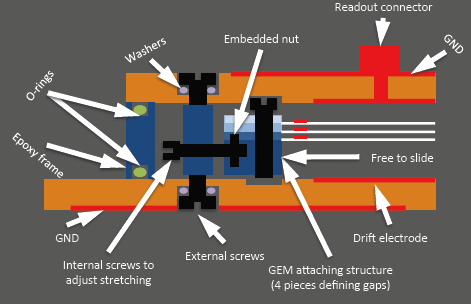 Readout connector
Washers
Embedded nut
GND
O-rings
Epoxy frame
Free to slide
GND
Drift electrode
Internal screws to
adjust stretching
External screws
GEM attaching structure
(4 pieces defining gaps)